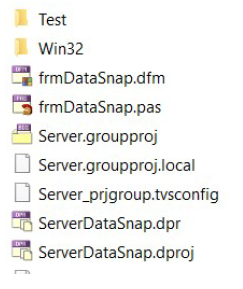 Test
Win32
frmDataSnap.dfm
frmDataSnap.pas
Server.groupproj
Server.groupproj.local
Server_prjgroup.tvsconfig
ServerDataSnap.dpr
ServerDataSnap.dproj